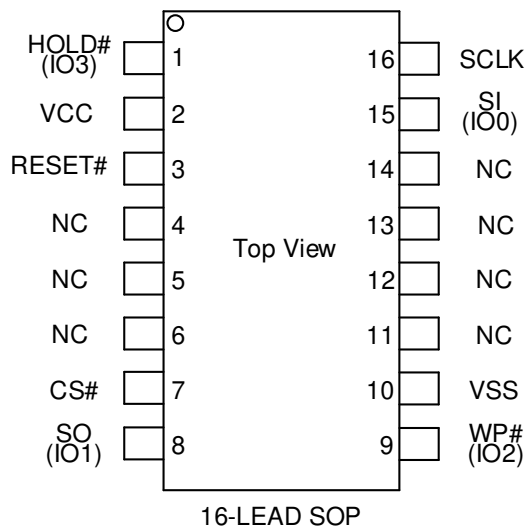 HOLD#
(IO3) 1 16 SCLK
VCC 2 15 SI
(IO0)
RESET# 3 14 NC
NC 4 13 NC
Top View
NC 5 12 NC
NC 6 11 NC
CS# 7 10 VSS
SO
(IO1) 8 9 WP#
(IO2)
16-LEAD SOP